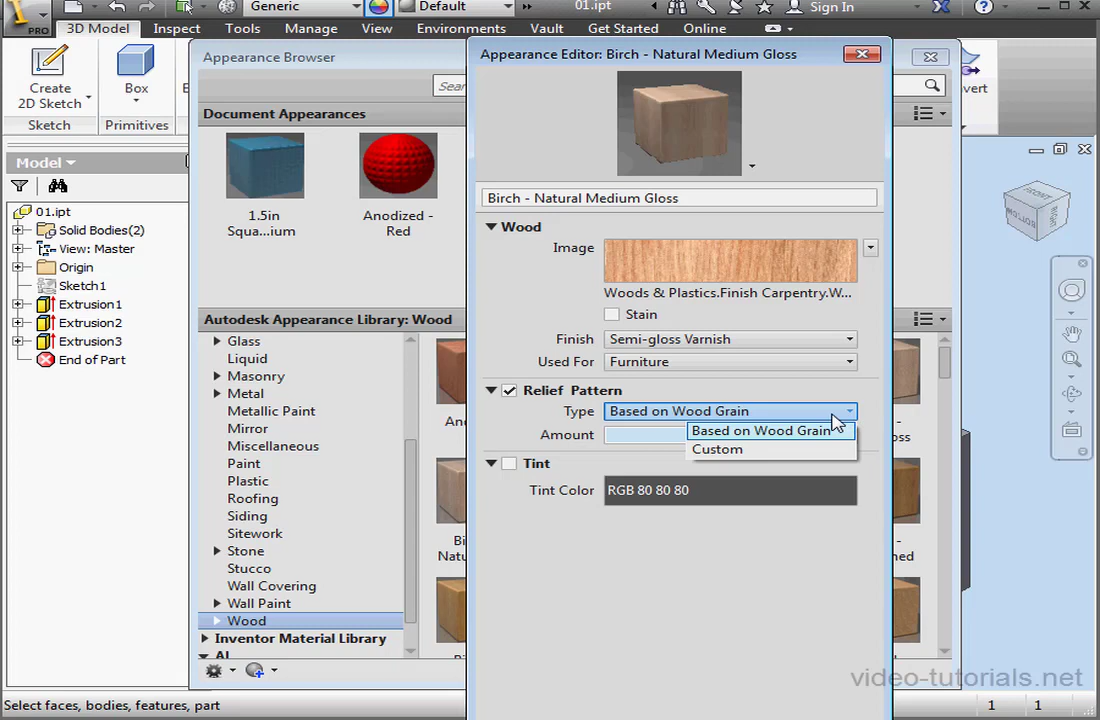 PRO
Generic
Default
01.ipt
Sign In
3D Model
Inspect
Tools
Manage
View
Environments
Vault
Get Started
Online
Create
2D Sketch
Box
Sketch
Primitives
Appearance Browser
Document Appearances
1.5in
Squa...ium
Anodized -
Red
Appearance Editor: Birch - Natural Medium Gloss
Birch - Natural Medium Gloss
Wood
Image
Woods & Plastics.Finish Carpentry.W...
Stain
Finish
Semi-gloss Varnish
Used For
Furniture
Relief Pattern
Type
Based on Wood Grain
Based on Wood Grain
Custom
Amount
Tint
Tint Color
RGB 80 80 80
Model
01.ipt
Solid Bodies(2)
View: Master
Origin
Sketch1
Extrusion1
Extrusion2
Extrusion3
End of Part
Autodesk Appearance Library: Wood
Glass
Liquid
Masonry
Metal
Metallic Paint
Mirror
Miscellaneous
Paint
Plastic
Roofing
Siding
Sitework
Stone
Stucco
Wall Covering
Wall Paint
Wood
Inventor Material Library
FRONT
RIGHT
BOTTOM
video-tutorials.net
Select faces, bodies, features, part
1
1